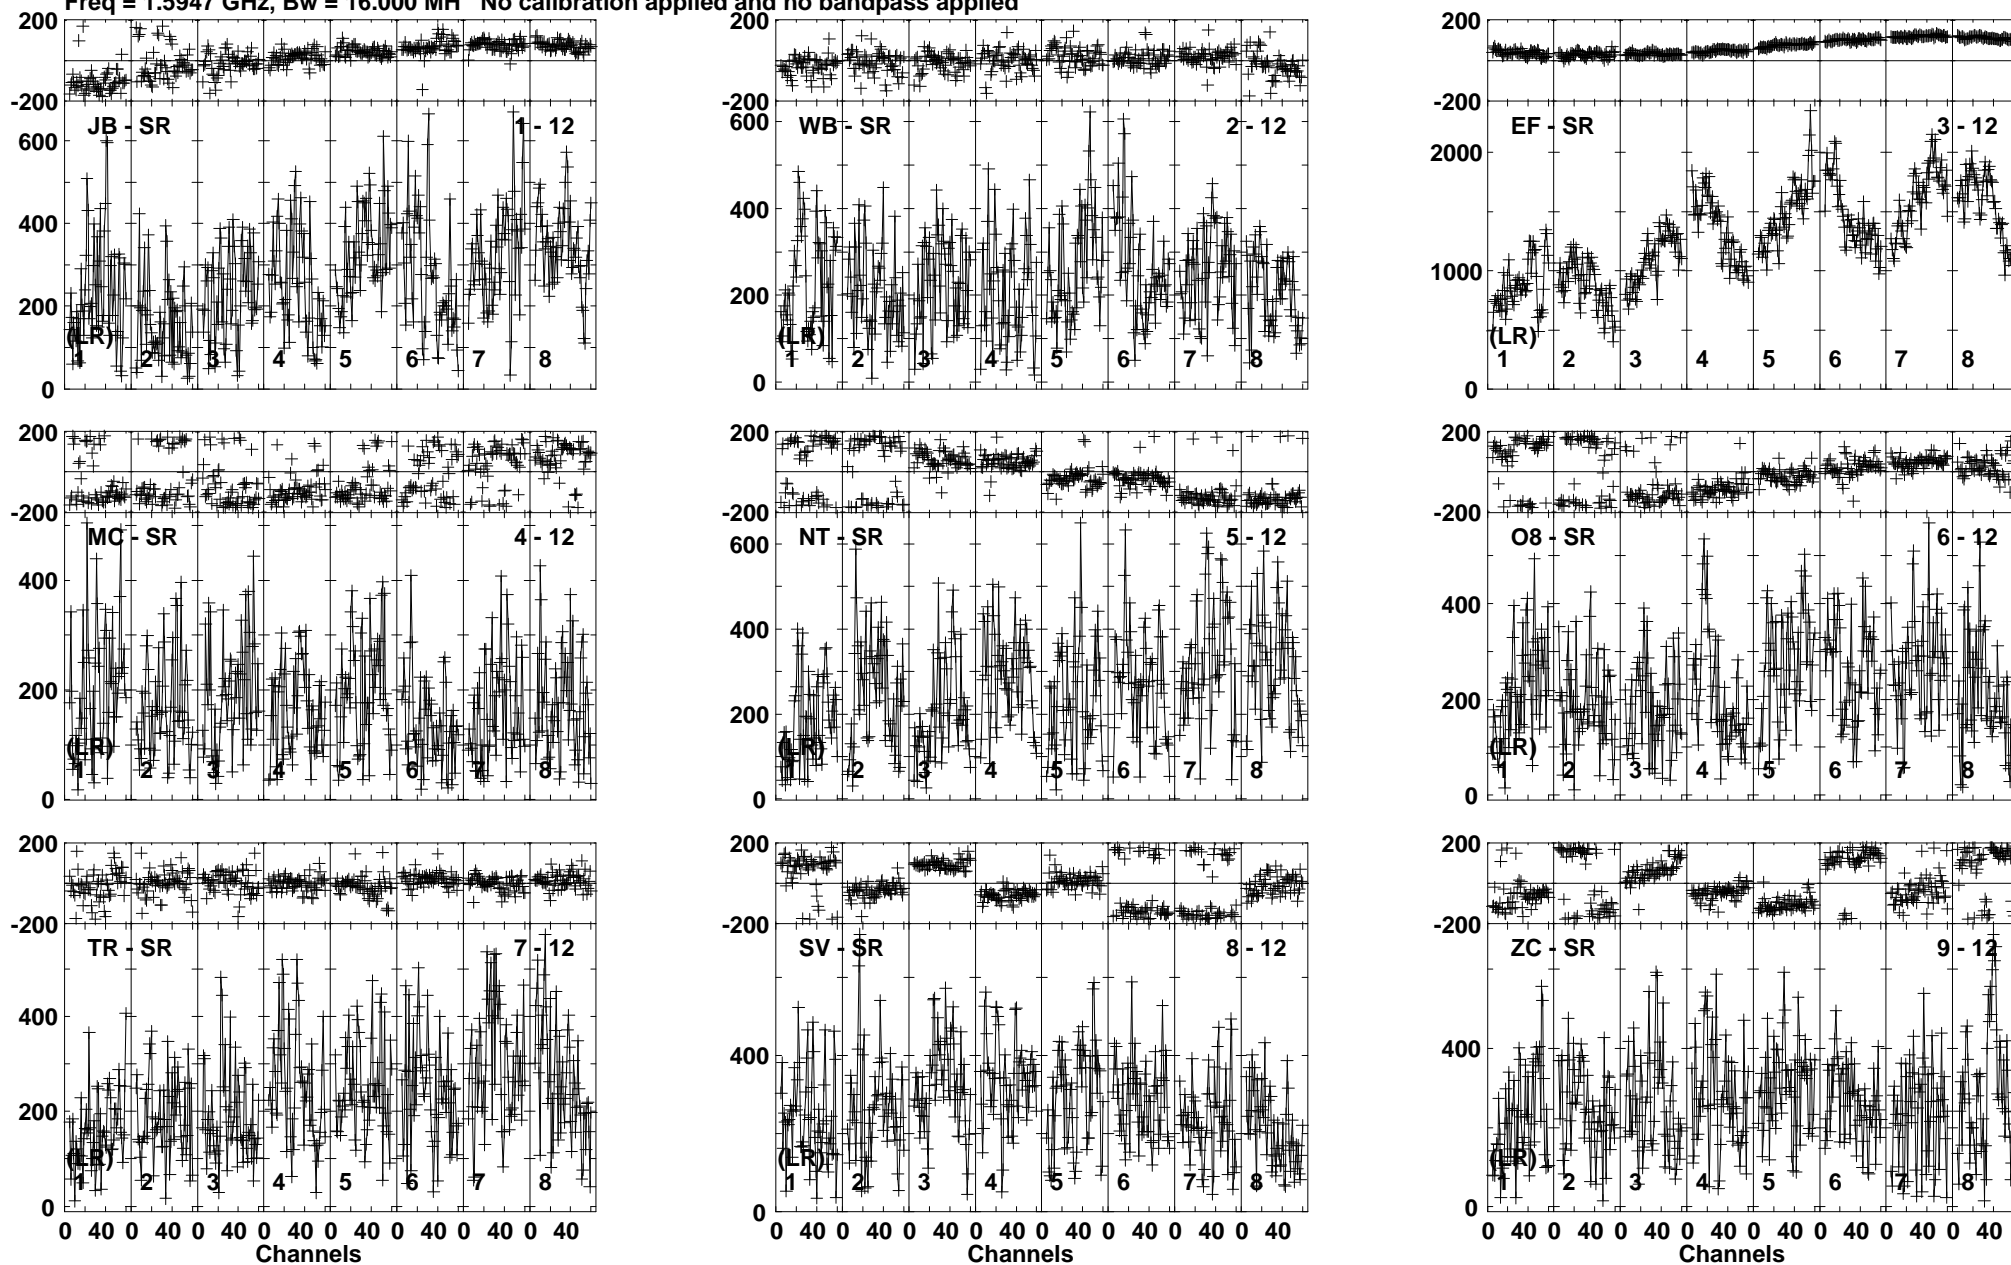 Freq = 1.5947 GHz, Bw = 16.000 MH No calibration applied and no bandpass applied
200
-200
JB - SR 1 - 12
600
400
200
0
(LR)
1 2 3 4 5 6 7 8
200
-200
WB - SR 2 - 12
600
400
200
0
(LR)
1 2 3 4 5 6 7 8
200
-200
EF - SR 3 - 12
2000
1000
0
(LR)
1 2 3 4 5 6 7 8
200
-200
MC - SR 4 - 12
400
200
0
(LR)
1 2 3 4 5 6 7 8
200
-200
NT - SR 5 - 12
600
400
200
0
(LR)
1 2 3 4 5 6 7 8
200
-200
O8 - SR 6 - 12
400
200
0
(LR)
1 2 3 4 5 6 7 8
200
-200
TR - SR 7 - 12
400
200
0
(LR)
1 2 3 4 5 6 7 8
0 40 0 40 0 40 0 40 0 40 0 40 0 40 0 40
Channels
200
-200
SV - SR 8 - 12
400
0
(LR)
1 2 3 4 5 6 7 8
0 40 0 40 0 40 0 40 0 40 0 40 0 40 0 40
Channels
200
-200
ZC - SR 9 - 12
400
0
(LR)
1 2 3 4 5 6 7 8
0 40 0 40 0 40 0 40 0 40 0 40 0 40 0 40
Channels